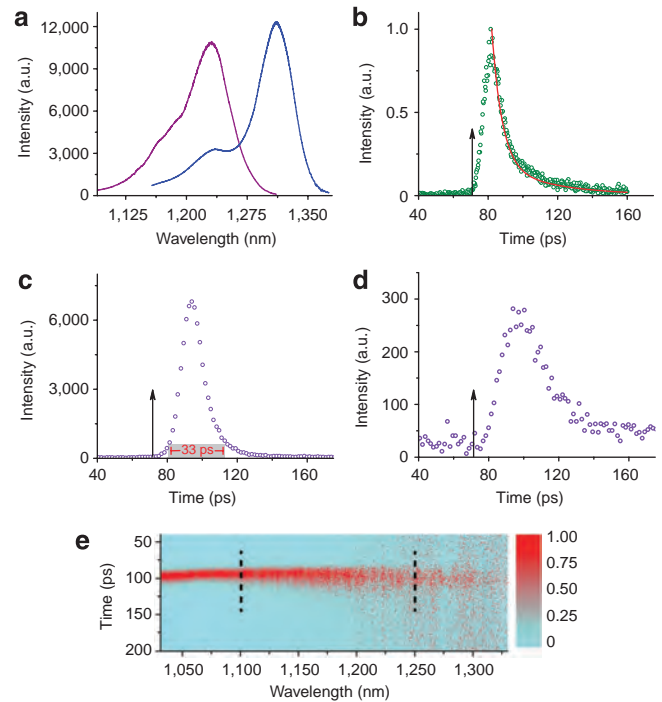 a
Intensity (a.u.)
12,000
9,000
6,000
3,000
0
1,125 1,200 1,275 1,350
Wavelength (nm)
b
Intensity (a.u.)
1.0
0.5
0
40 80 120 160
Time (ps)
c
Intensity (a.u.)
6,000
3,000
0
33 ps
40 80 120 160
Time (ps)
d
Intensity (a.u.)
300
200
100
50
0
40 80 120 160
Time (ps)
e
Time (ps)
50
100
150
200
1,050 1,100 1,150 1,200 1,250 1,300
Wavelength (nm)
1.00
0.75
0.50
0.25
0